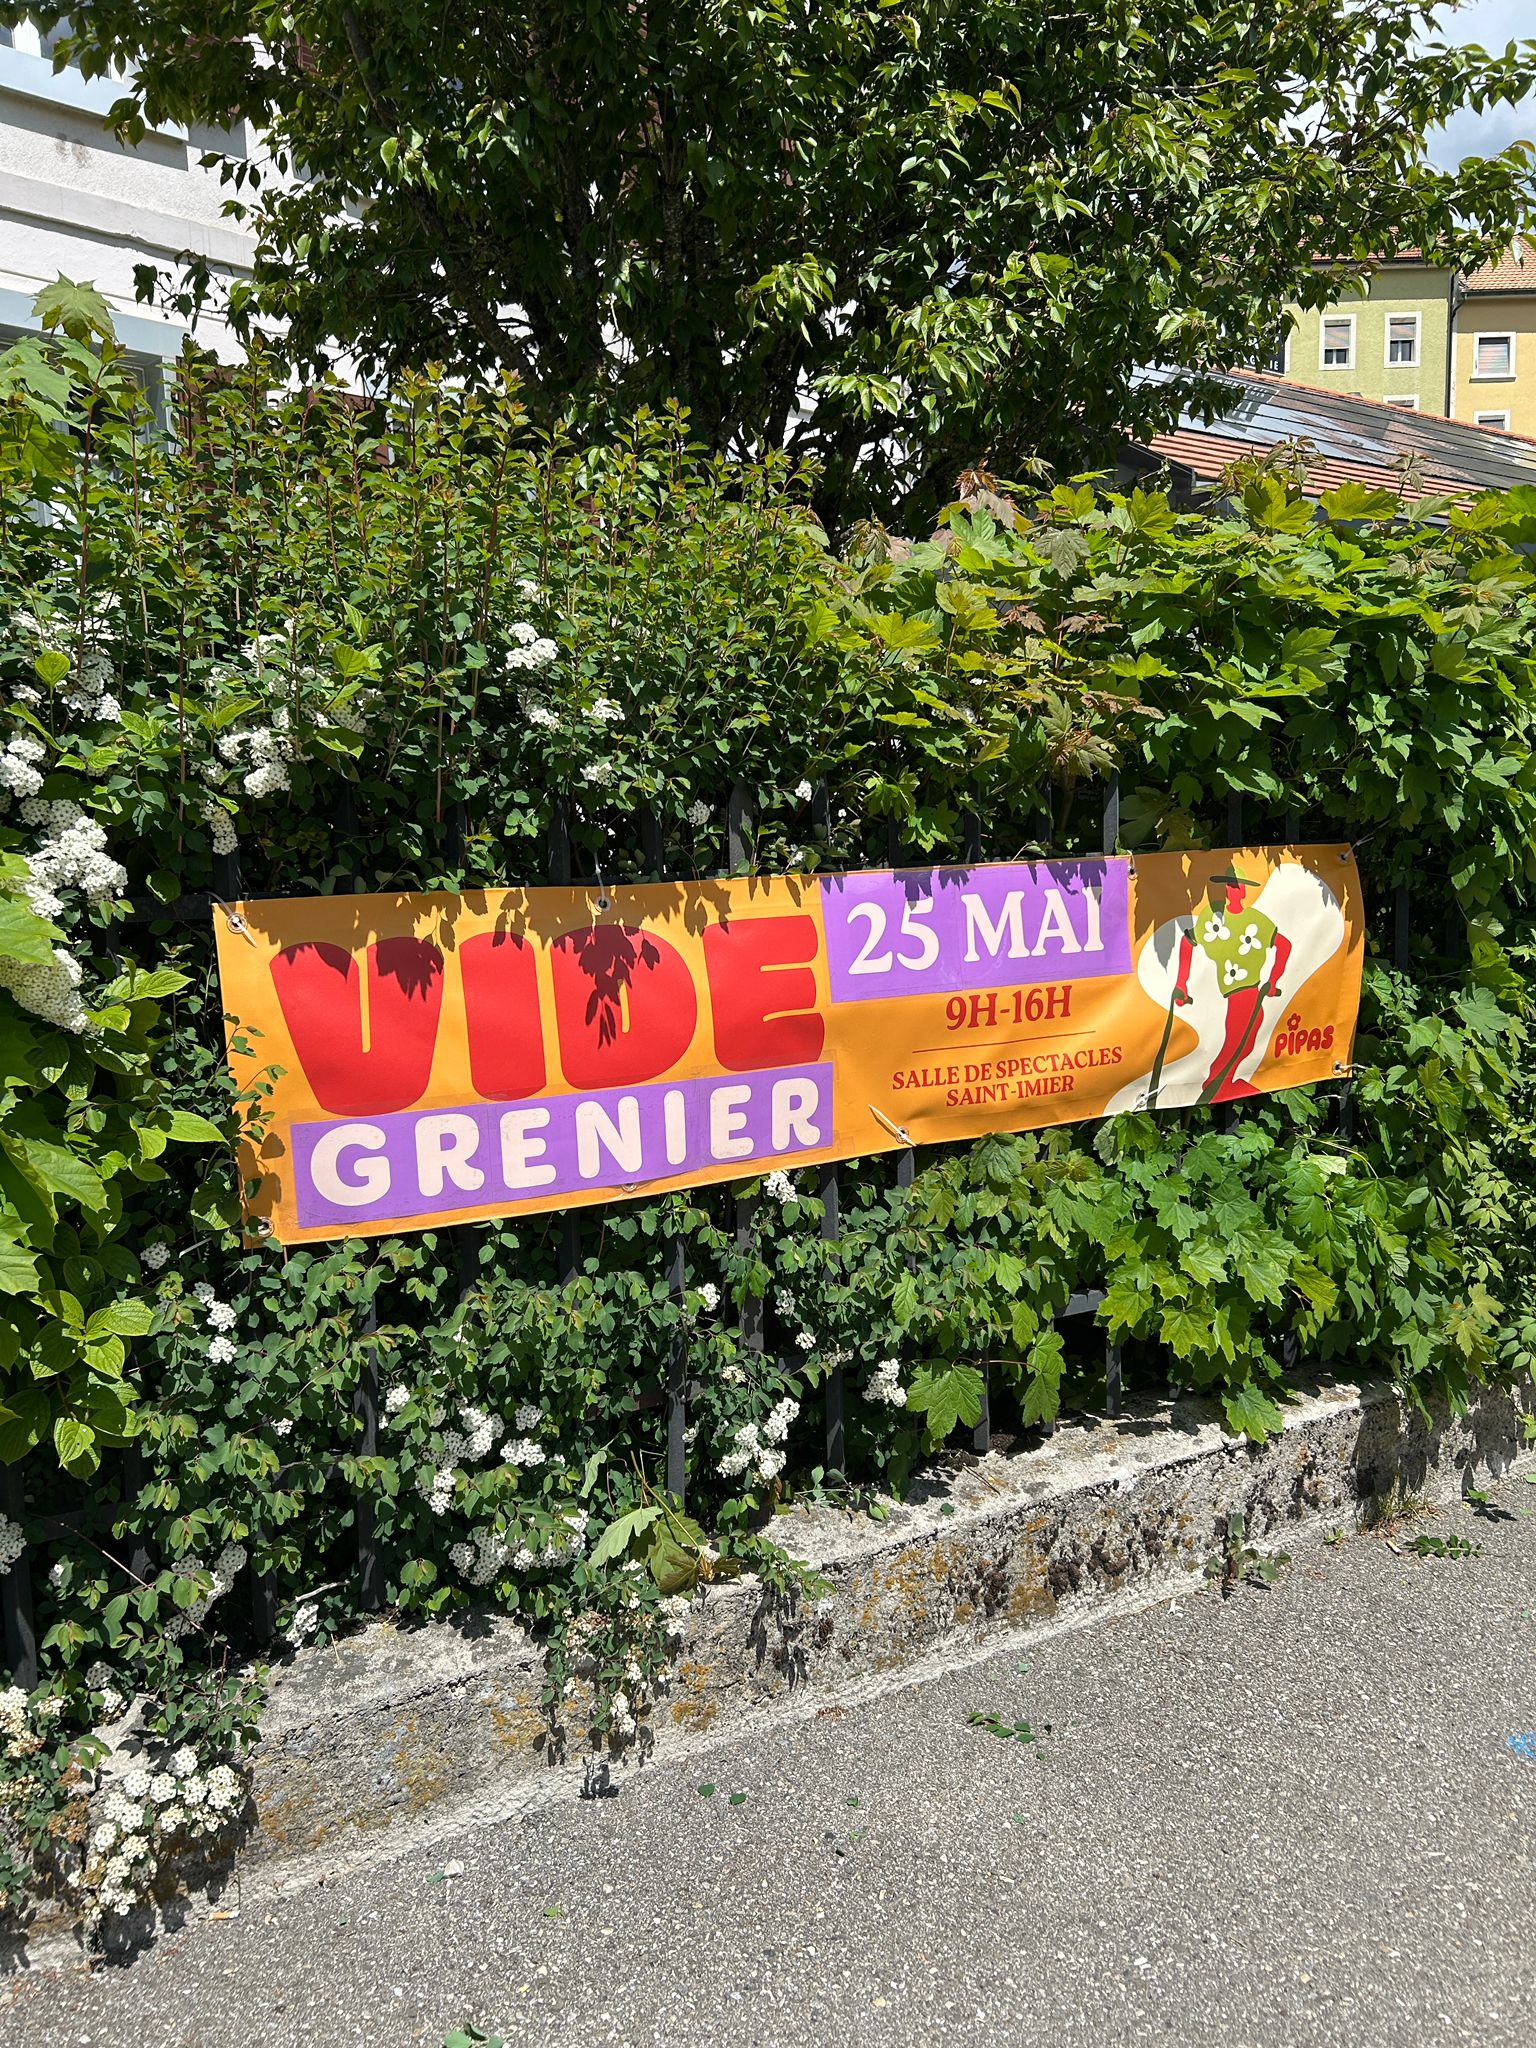 VIDE
GRENIER
25 MAI
9H-16H
SALLE DE SPECTACLES
SAINT-IMIER
PIPAS